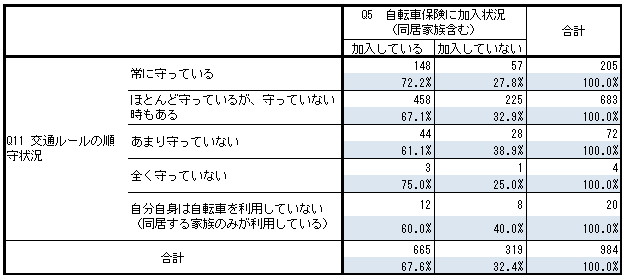 Q5 自転車保険に加入状況
（同居家族含む）
合計
加入している 加入していない
Q11 交通ルールの順
守状況
常に守っている
148 57 205
72.2% 27.8% 100.0%
ほとんど守っているが、守っていない
時もある
458 225 683
67.1% 32.9% 100.0%
あまり守っていない
44 28 72
61.1% 38.9% 100.0%
全く守っていない
3 1 4
75.0% 25.0% 100.0%
自分自身は自転車を利用していない
（同居する家族のみが利用している）
12 8 20
60.0% 40.0% 100.0%
合計
665 319 984
67.6% 32.4% 100.0%